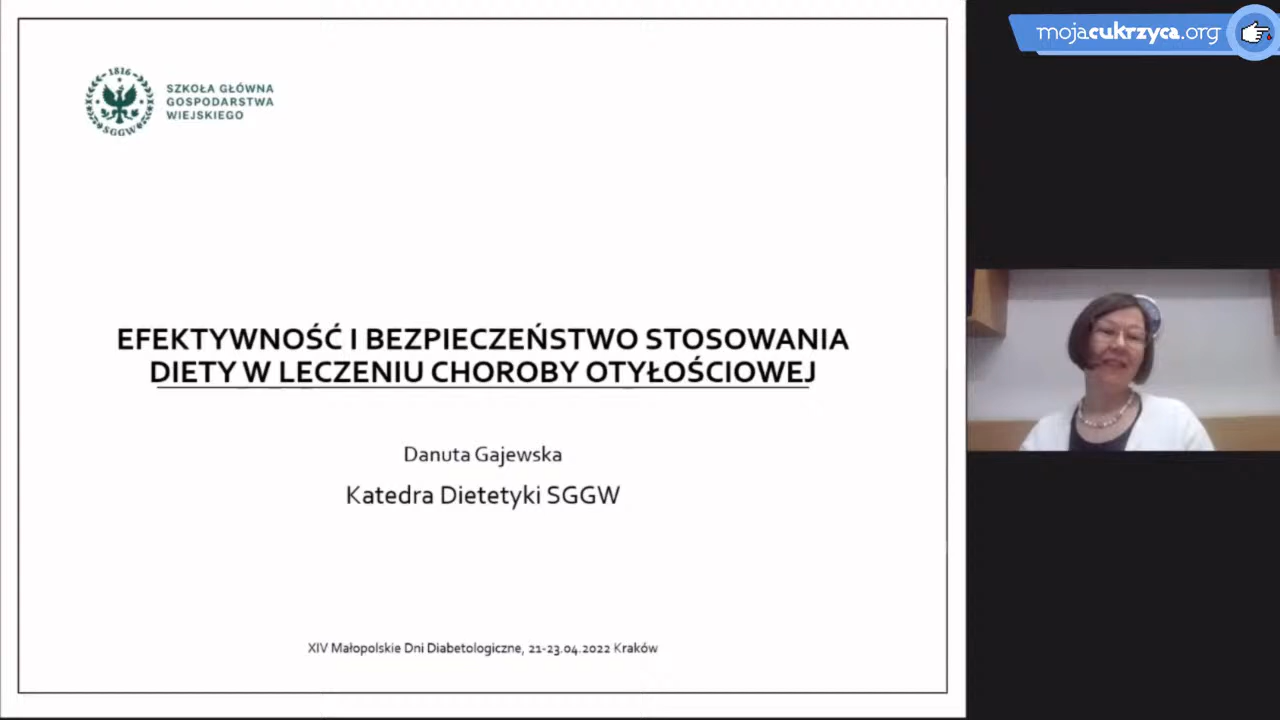 mojacukrzyca.org
1816
SGGW
SZKOŁA GŁÓWNA
GOSPODARSTWA
WIEJSKIEGO
EFEKTYWNOŚĆ I BEZPIECZEŃSTWO STOSOWANIA
DIETY W LECZENIU CHOROBY OTYŁOŚCIOWEJ
Danuta Gajewska
Katedra Dietetyki SGGW
XIV Małopolskie Dni Diabetologiczne, 21-23.04.2022 Kraków